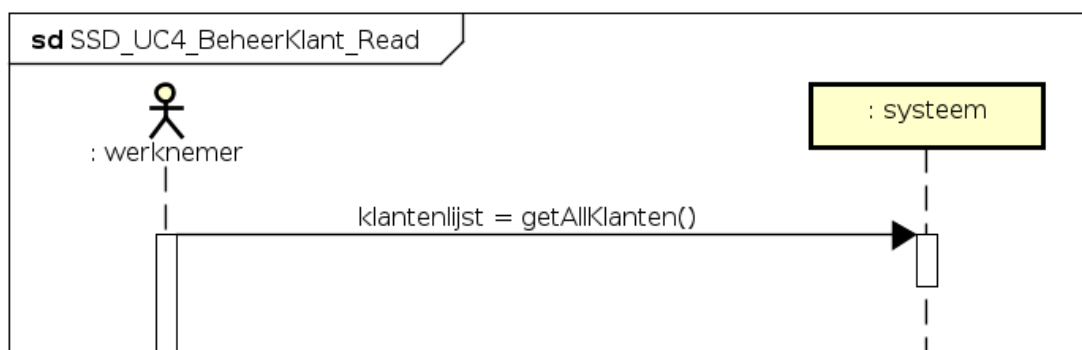 sd SSD_UC4_BeheerKlant_Read
: systeem
: werknemer
klantenlijst = getAllKlanten()